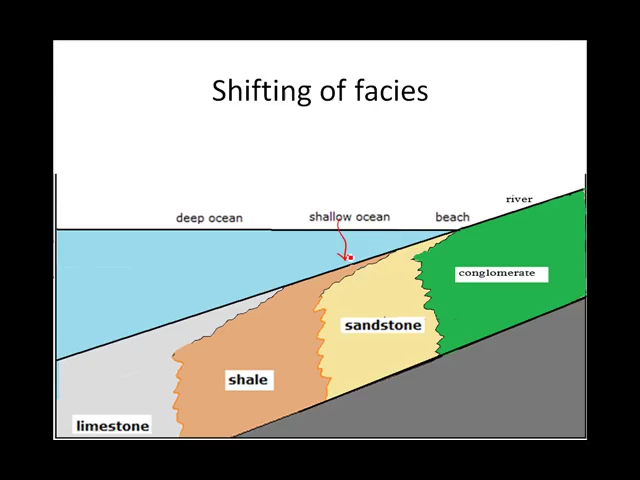 Shifting of facies
river
deep ocean
shallow ocean
beach
conglomerate
sandstone
shale
limestone